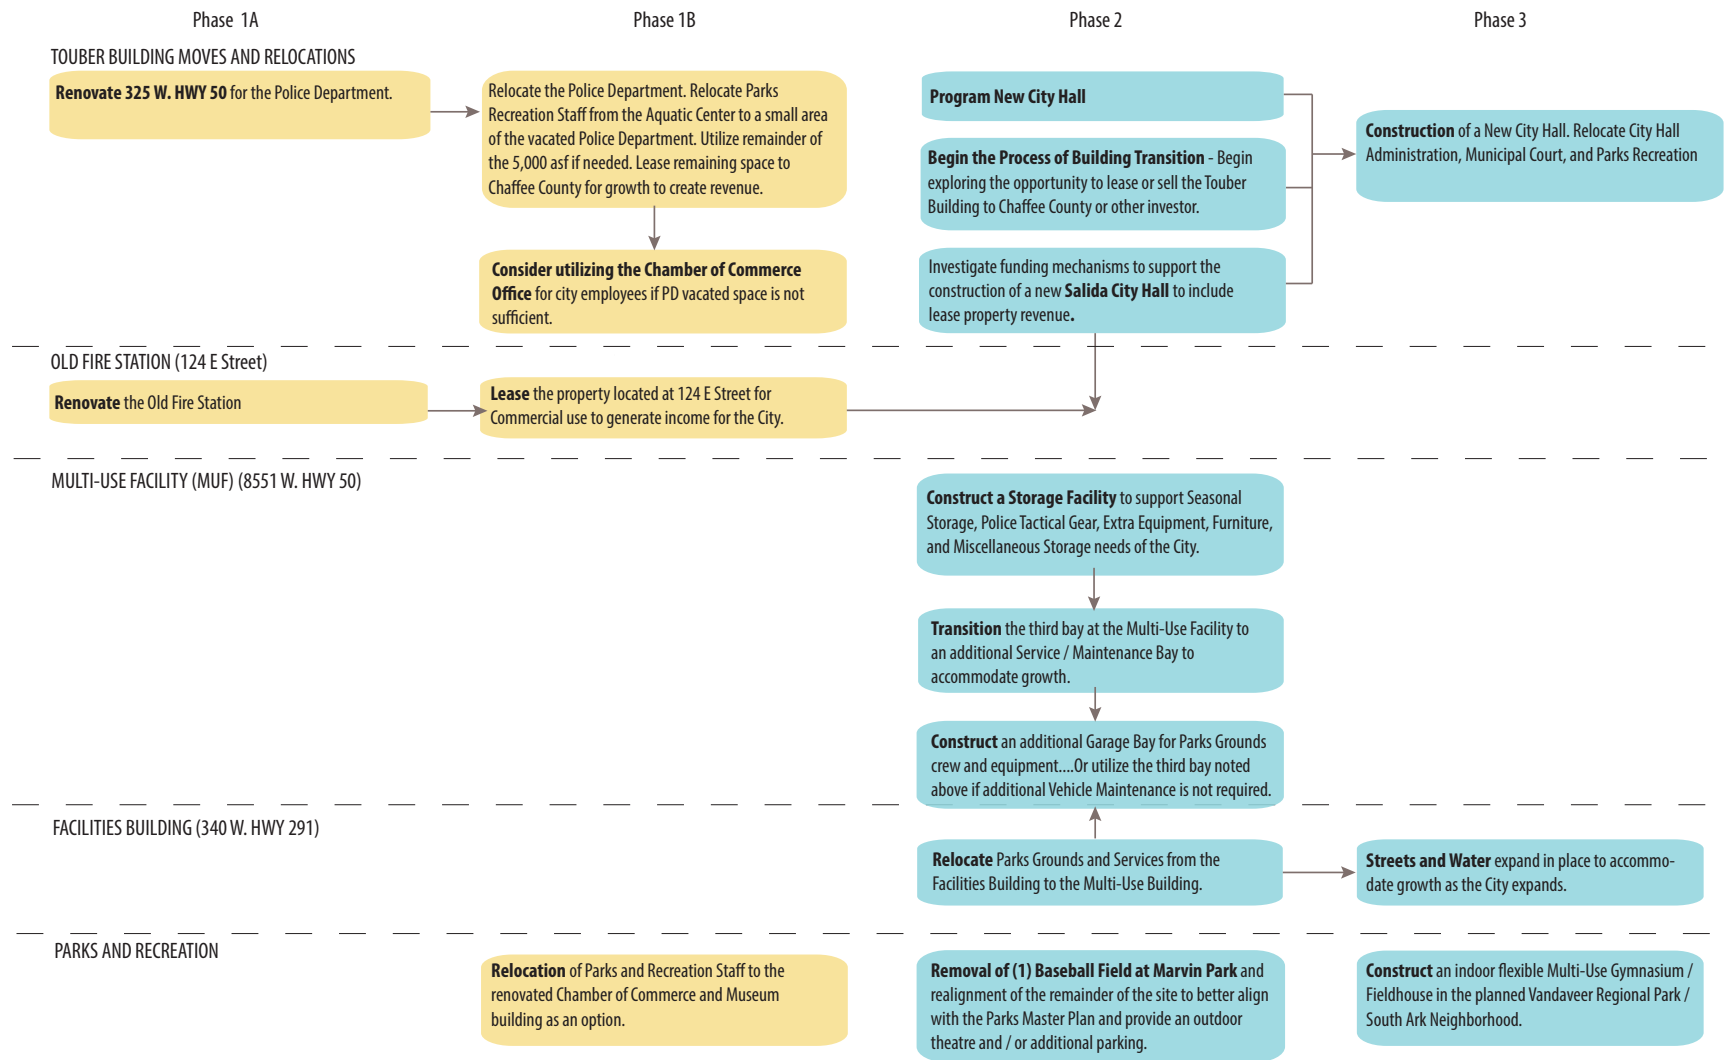 Phase 1A
Phase 1B
Phase 2
Phase 3
TOUBER BUILDING MOVES AND RELOCATIONS
Renovate 325 W. HWY 50 for the Police Department.
Relocate the Police Department. Relocate Parks
Recreation Staff from the Aquatic Center to a small area
of the vacated Police Department. Utilize remainder of
the 5,000 asf if needed. Lease remaining space to
Chaffee County for growth to create revenue.
Consider utilizing the Chamber of Commerce
Office for city employees if PD vacated space is not
sufficient.
Program New City Hall
Begin the Process of Building Transition - Begin
exploring the opportunity to lease or sell the Touber
Building to Chaffee County or other investor.
Investigate funding mechanisms to support the
construction of a new Salida City Hall to include
lease property revenue.
Construction of a New City Hall. Relocate City Hall
Administration, Municipal Court, and Parks Recreation
OLD FIRE STATION (124 E Street)
Renovate the Old Fire Station
Lease the property located at 124 E Street for
Commercial use to generate income for the City.
MULTI-USE FACILITY (MUF) (8551 W. HWY 50)
Construct a Storage Facility to support Seasonal
Storage, Police Tactical Gear, Extra Equipment, Furniture,
and Miscellaneous Storage needs of the City.
Transition the third bay at the Multi-Use Facility to
an additional Service / Maintenance Bay to
accommodate growth.
Construct an additional Garage Bay for Parks Grounds
crew and equipment....Or utilize the third bay noted
above if additional Vehicle Maintenance is not required.
FACILITIES BUILDING (340 W. HWY 291)
Relocate Parks Grounds and Services from the
Facilities Building to the Multi-Use Building.
Streets and Water expand in place to accommo-
date growth as the City expands.
PARKS AND RECREATION
Relocation of Parks and Recreation Staff to the
renovated Chamber of Commerce and Museum
building as an option.
Removal of (1) Baseball Field at Marvin Park and
realignment of the remainder of the site to better align
with the Parks Master Plan and provide an outdoor
theatre and / or additional parking.
Construct an indoor flexible Multi-Use Gymnasium /
Fieldhouse in the planned Vandaveer Regional Park /
South Ark Neighborhood.